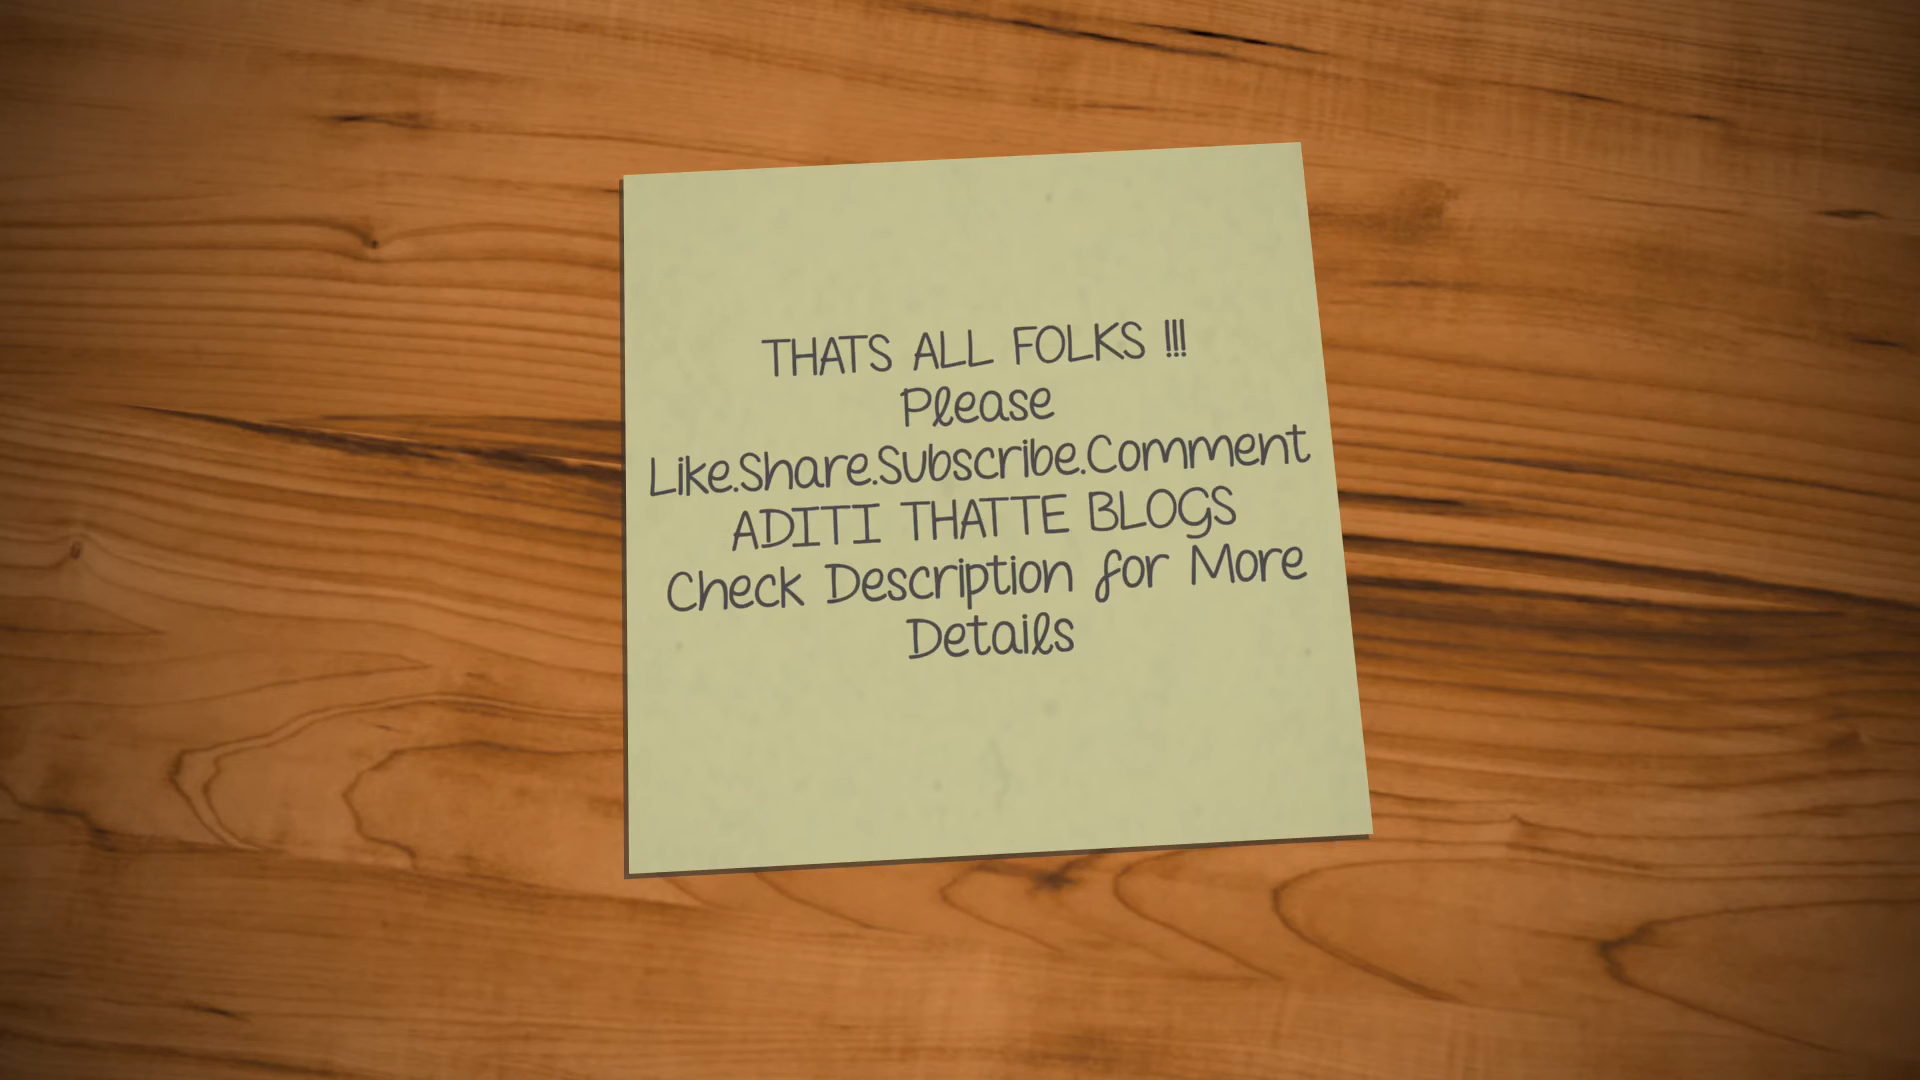 THATS ALL FOLKS !!!
Please
Like.Share.Subscribe.Comment
ADITI THATTE BLOGS
Check Description for More
Details